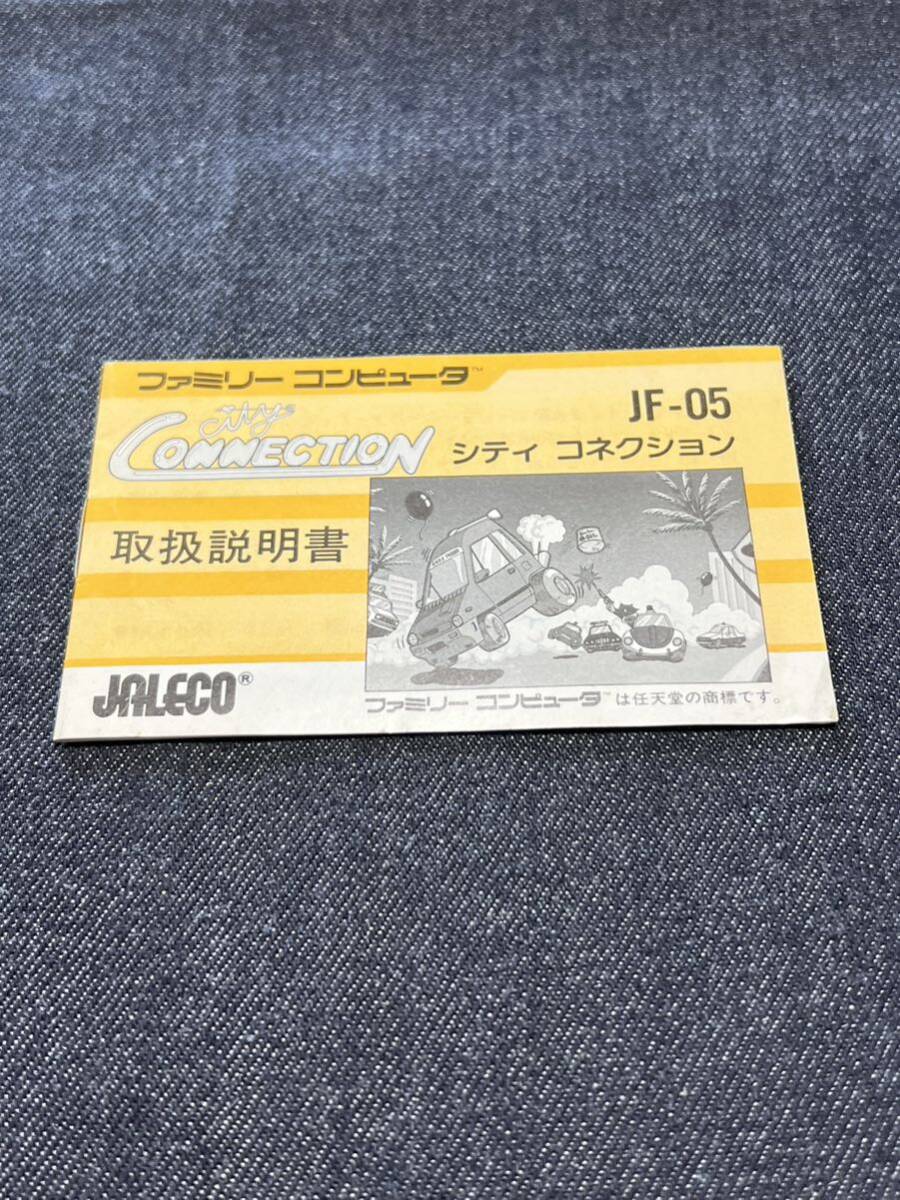 ファミリー コンピュータ™
JF-05
City
CONNECTION
シティ コネクション
取扱説明書
JALECO®
ファミリー コンピュータ™は任天堂の商標です。